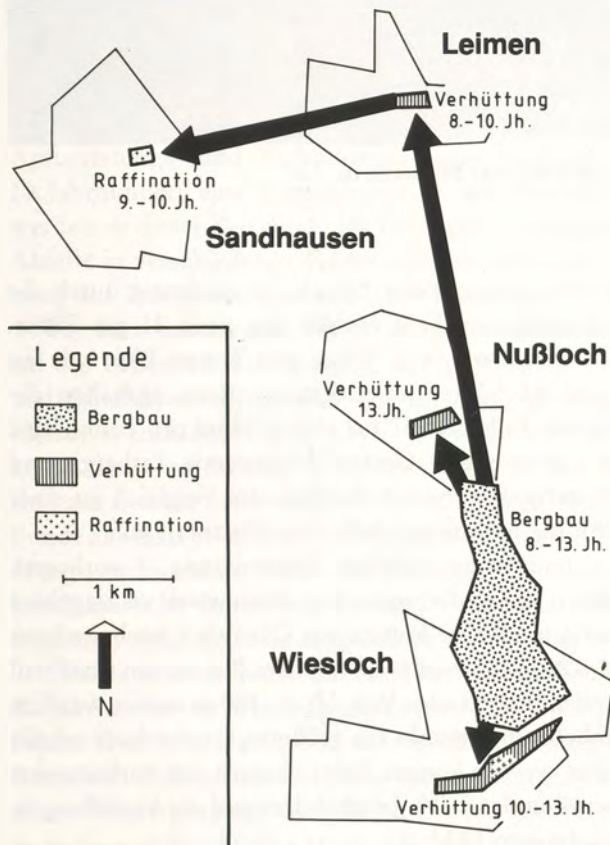 Leimen
Verhüttung
8.-10. Jh.
Raffination
9.-10. Jh.
Sandhausen
Legende
Bergbau
Verhüttung
Raffination
1 km
N
Nußloch
Verhüttung
13. Jh.
Bergbau
8.-13. Jh.
Wiesloch
Verhüttung 10.-13. Jh.